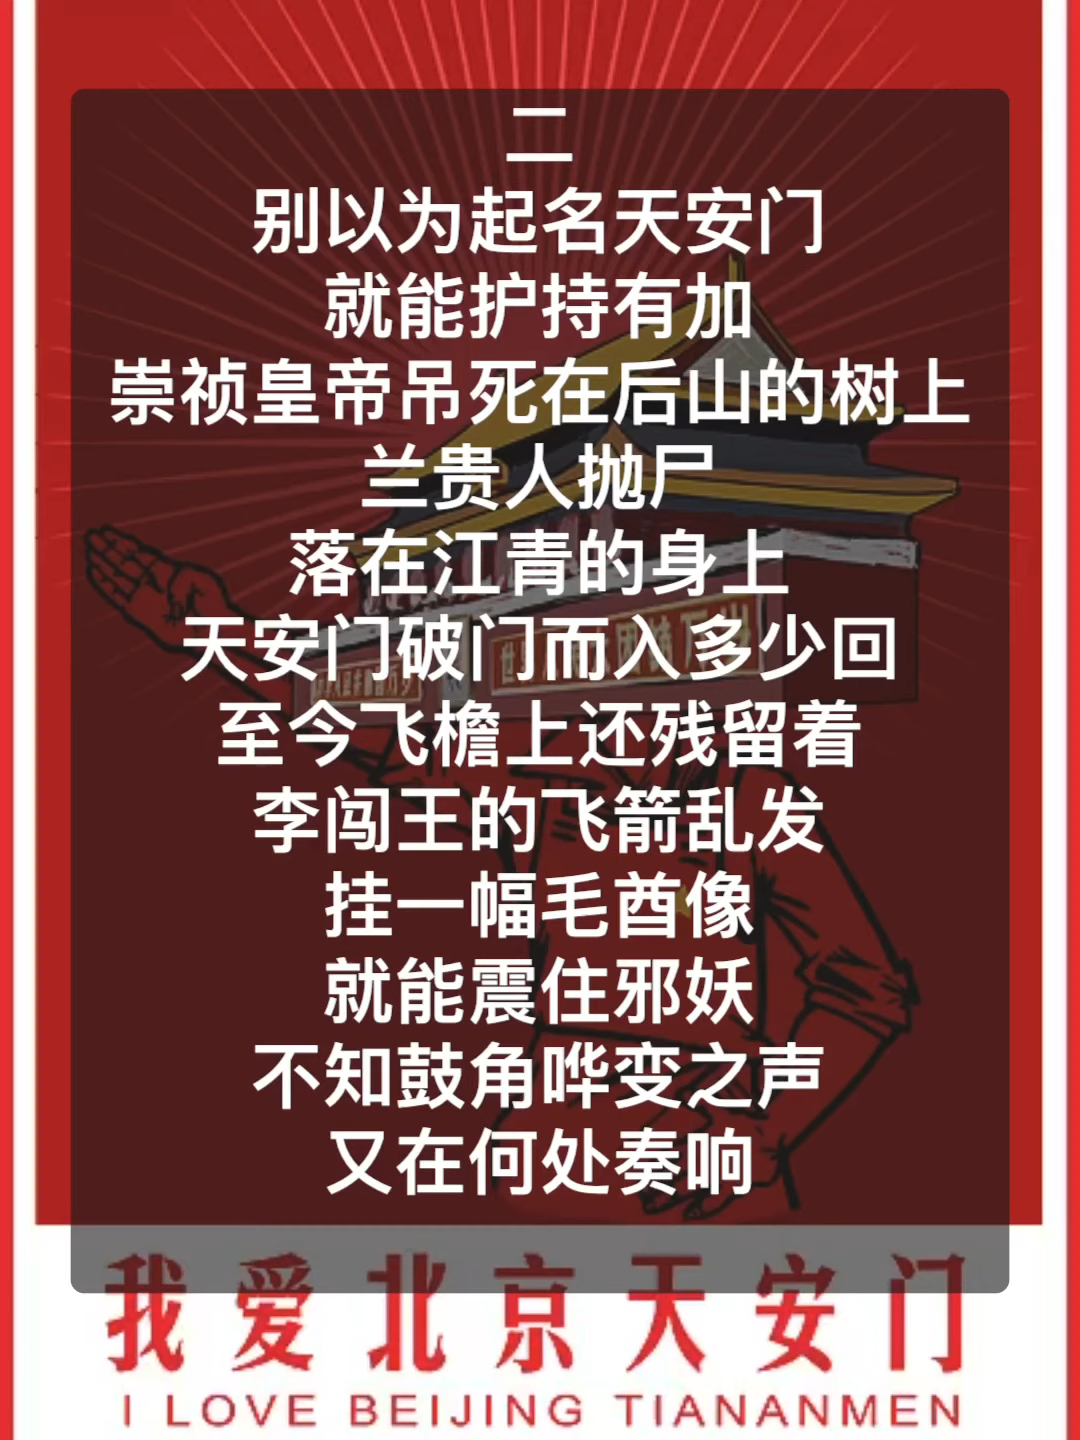 二
别以为起名天安门
就能护持有加
崇祯皇帝吊死在后山的树上
兰贵人抛尸
落在江青的身上
天安门破门而入多少回
至今飞檐上还残留着
李闯王的飞箭乱发
挂一幅毛酋像
就能震住邪妖
不知鼓角哗变之声
又在何处奏响
我爱北京天安门
I LOVE BEIJING TIANANMEN